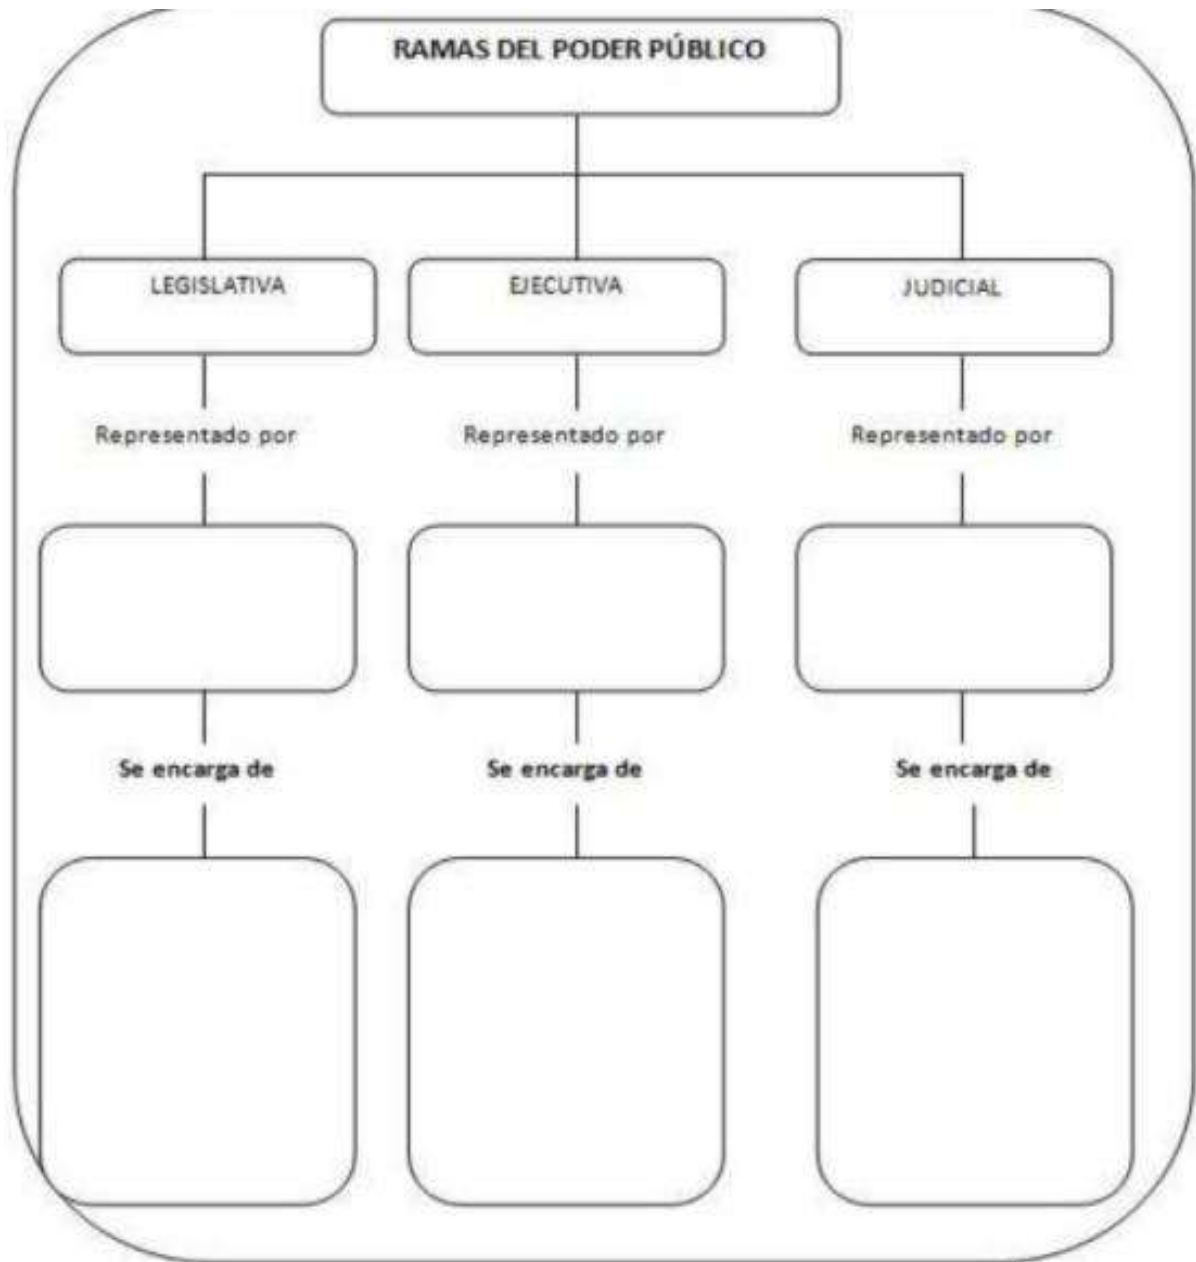 RAMAS DEL PODER PÚBLICO
LEGISLATIVA
EJECUTIVA
JUDICIAL
Representado por
Representado por
Representado por
Se encarga de
Se encarga de
Se encarga de